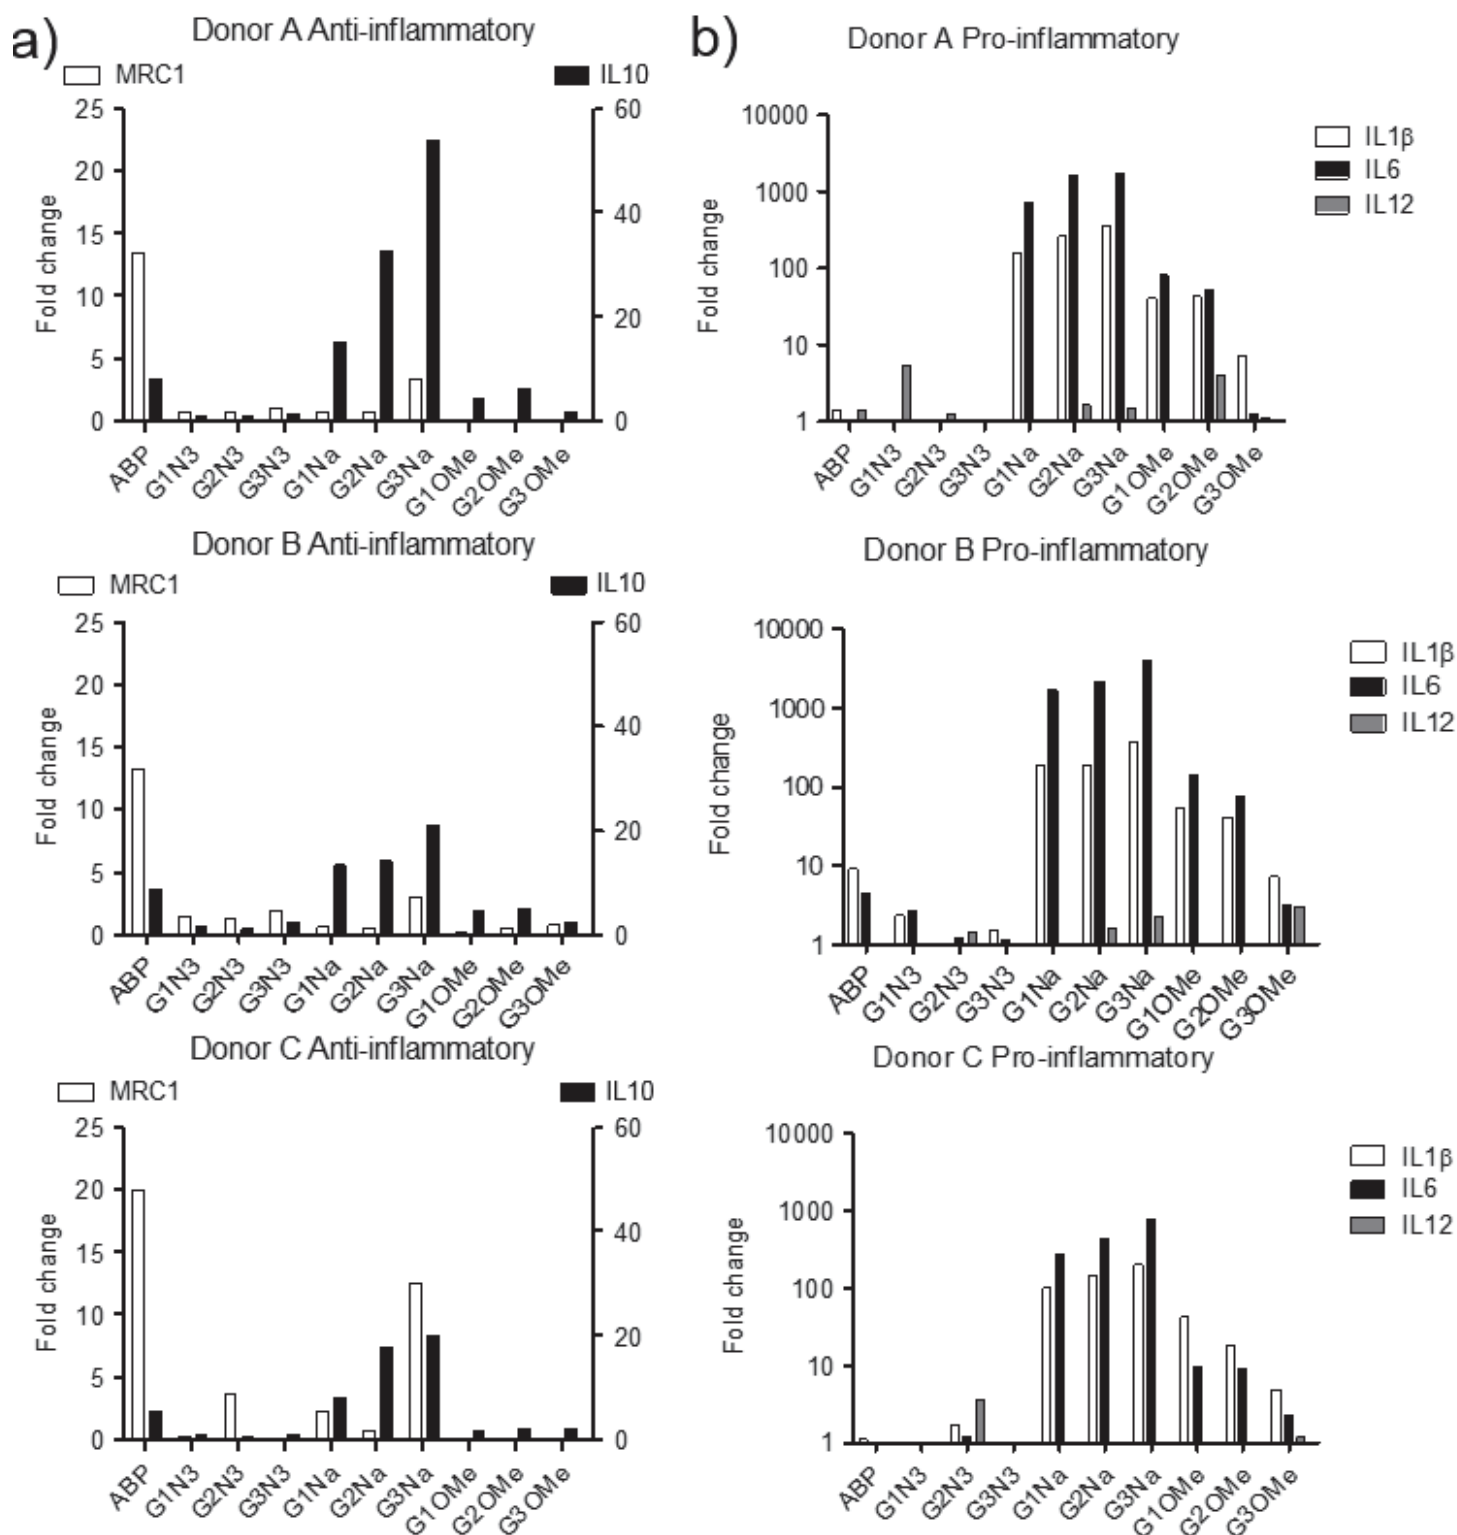 a)
Donor A Anti-inflammatory
MRC1
IL10
25
20
15
10
5
0
60
40
20
0
Fold change
ABP
G1N3
G2N3
G3N3
G1Na
G2Na
G3Na
G1OMe
G2OMe
G3OMe
Donor B Anti-inflammatory
MRC1
IL10
25
20
15
10
5
0
60
40
20
0
Fold change
ABP
G1N3
G2N3
G3N3
G1Na
G2Na
G3Na
G1OMe
G2OMe
G3OMe
Donor C Anti-inflammatory
MRC1
IL10
25
20
15
10
5
0
60
40
20
0
Fold change
ABP
G1N3
G2N3
G3N3
G1Na
G2Na
G3Na
G1OMe
G2OMe
G3OMe
b)
Donor A Pro-inflammatory
IL1β
IL6
IL12
10000
1000
100
10
1
Fold change
ABP
G1N3
G2N3
G3N3
G1Na
G2Na
G3Na
G1OMe
G2OMe
G3OMe
Donor B Pro-inflammatory
IL1β
IL6
IL12
10000
1000
100
10
1
Fold change
ABP
G1N3
G2N3
G3N3
G1Na
G2Na
G3Na
G1OMe
G2OMe
G3OMe
Donor C Pro-inflammatory
IL1β
IL6
IL12
10000
1000
100
10
1
Fold change
ABP
G1N3
G2N3
G3N3
G1Na
G2Na
G3Na
G1OMe
G2OMe
G3OMe